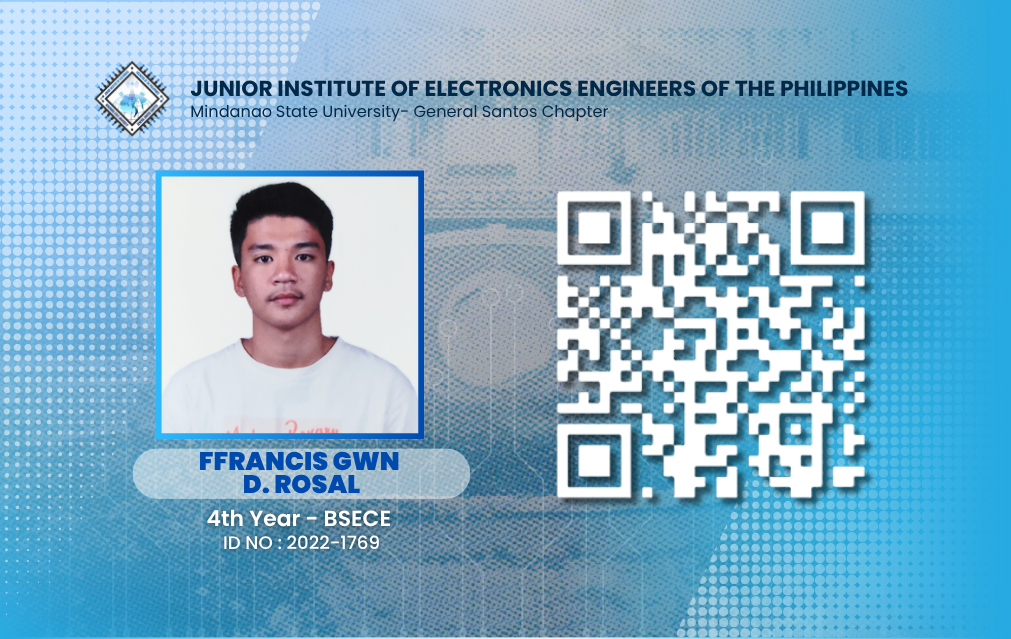 JUNIOR INSTITUTE OF ELECTRONICS ENGINEERS OF THE PHILIPPINES
Mindanao State University- General Santos Chapter
FFRANCIS GWN
D. ROSAL
4th Year - BSECE
ID NO : 2022-1769